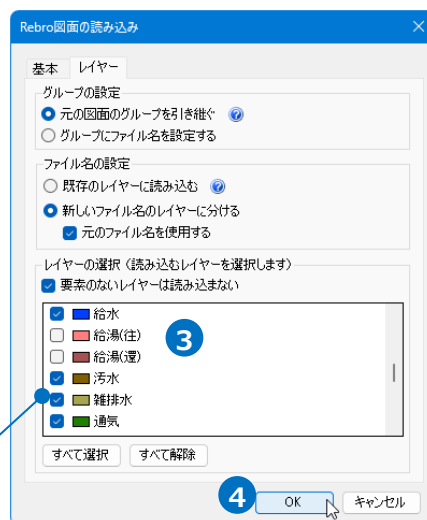 Rebro図面の読み込み
基本 レイヤー
グループの設定
元の図面のグループを引き継ぐ ?
グループにファイル名を設定する
ファイル名の設定
既存のレイヤーに読み込む ?
新しいファイル名のレイヤーに分ける
元のファイル名を使用する
レイヤーの選択(読み込むレイヤーを選択します)
要素のないレイヤーは読み込まない
給水
給湯(往)
3
給湯(還)
汚水
雑排水
通気
すべて選択 すべて解除
4 OK キャンセル